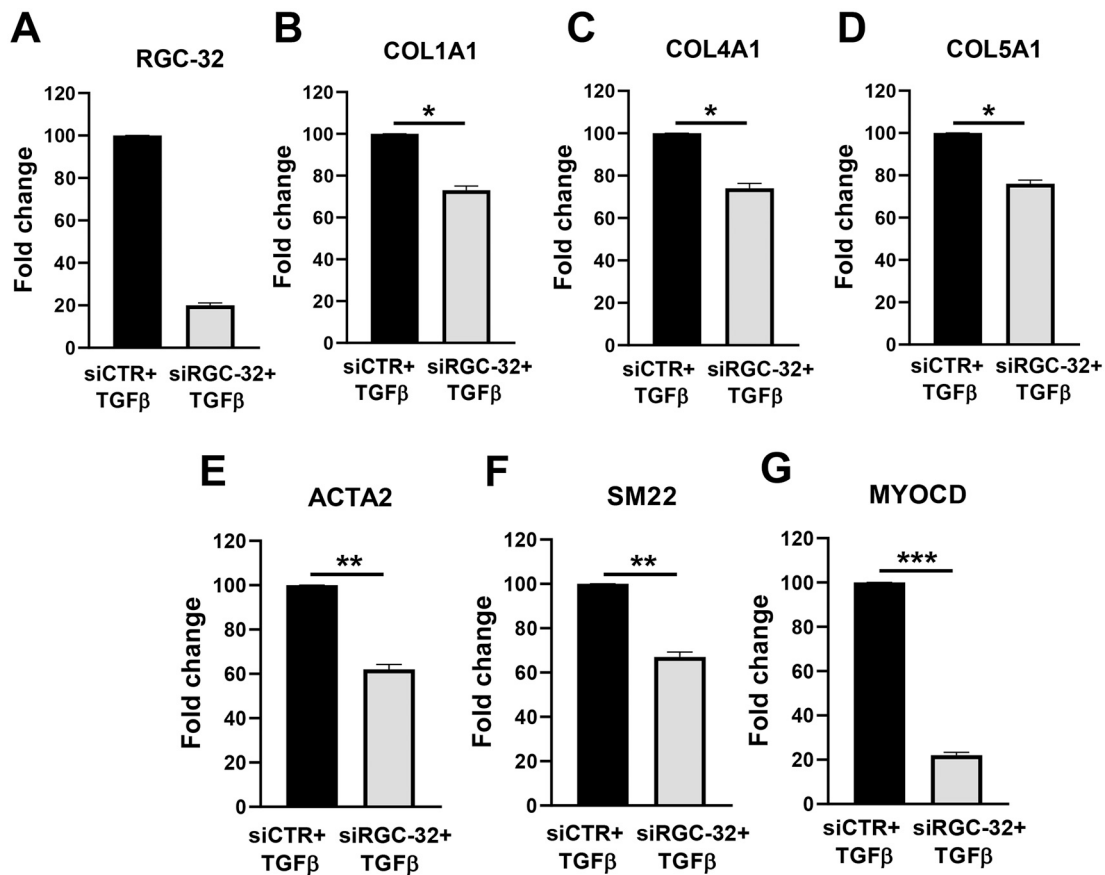 A
RGC-32
Fold change
120
100
80
60
40
20
0
siCTR+
TGFβ
siRGC-32+
TGFβ
B
COL1A1
*
Fold change
120
100
80
60
40
20
0
siCTR+
TGFβ
siRGC-32+
TGFβ
C
COL4A1
*
Fold change
120
100
80
60
40
20
0
siCTR+
TGFβ
siRGC-32+
TGFβ
D
COL5A1
*
Fold change
120
100
80
60
40
20
0
siCTR+
TGFβ
siRGC-32+
TGFβ
E
ACTA2
**
Fold change
120
100
80
60
40
20
0
siCTR+
TGFβ
siRGC-32+
TGFβ
F
SM22
**
Fold change
120
100
80
60
40
20
0
siCTR+
TGFβ
siRGC-32+
TGFβ
G
MYOCD
***
Fold change
120
100
80
60
40
20
0
siCTR+
TGFβ
siRGC-32+
TGFβ